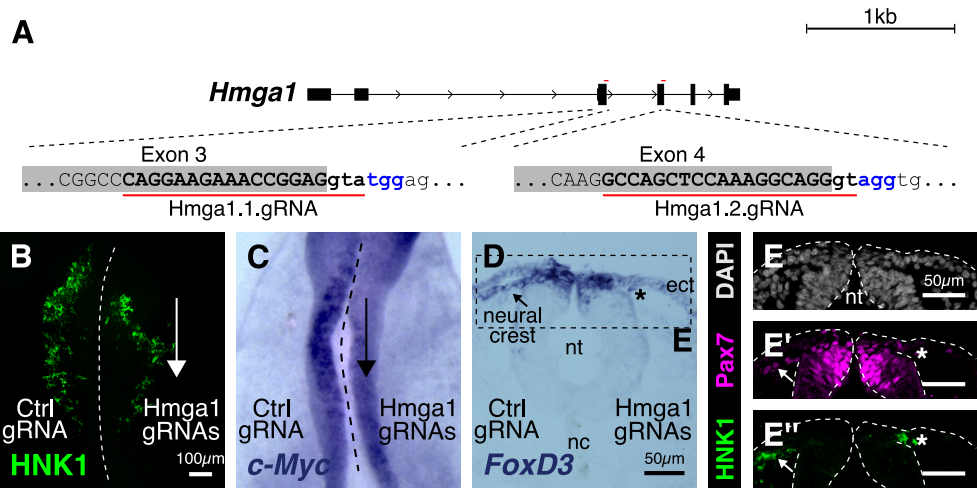 A
1kb
Hmga1
Exon 3
Exon 4
...CGGCCCAGGAAGAAACCGGAGgtatggag...
...CAAGGCCAGCTCCAAAGGCAGGgtaggtg...
Hmga1.1.gRNA
Hmga1.2.gRNA
B
Ctrl gRNA
Hmga1 gRNAs
HNK1
100µm
C
Ctrl gRNA
Hmga1 gRNAs
c-Myc
D
ect
*
neural crest
nt
E
Ctrl gRNA
Hmga1 gRNAs
nc
FoxD3
50µm
DAPI
E
nt
50µm
Pax7
E'
*
HNK1
E"
*